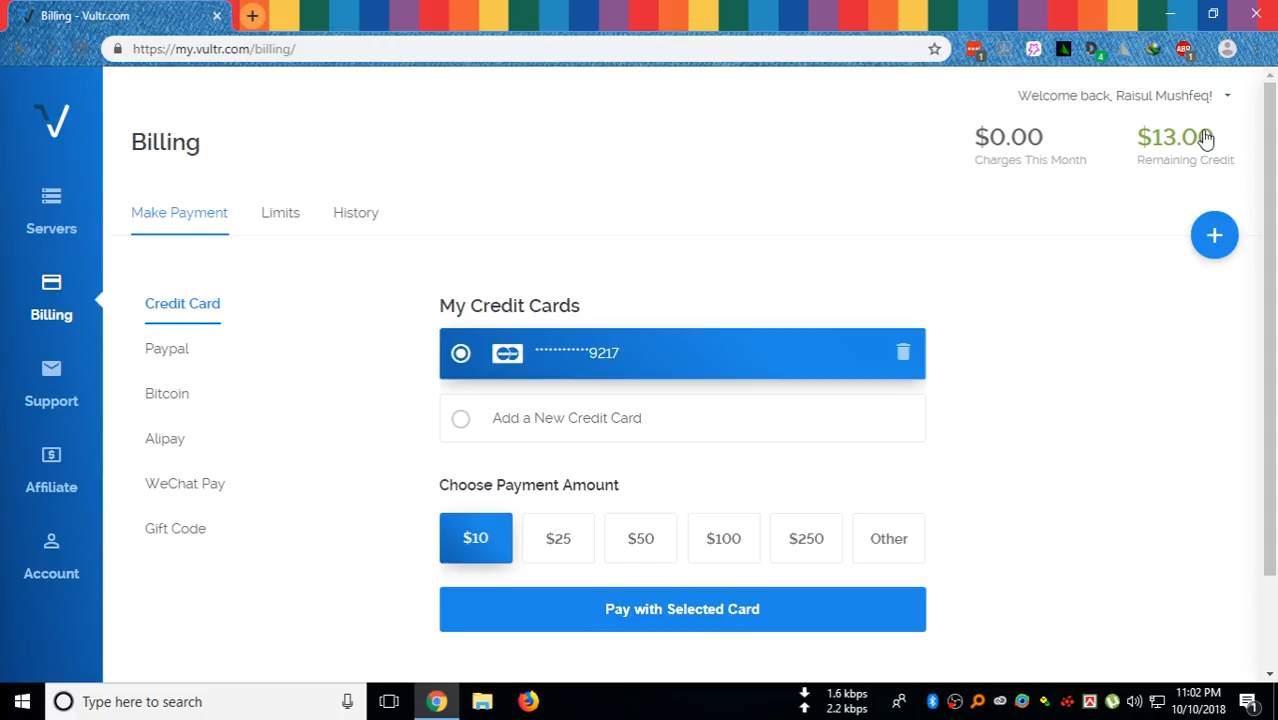 Billing - Vultr.com
https://my.vultr.com/billing/
Welcome back, Raisul Mushfeq!
Billing
$0.00
Charges This Month
$13.00
Remaining Credit
Make Payment
Limits
History
Servers
Billing
Support
Affiliate
Account
Credit Card
Paypal
Bitcoin
Alipay
WeChat Pay
Gift Code
My Credit Cards
************9217
Add a New Credit Card
Choose Payment Amount
$10
$25
$50
$100
$250
Other
Pay with Selected Card
Type here to search
1.6 kbps
2.2 kbps
11:02 PM
10/10/2018